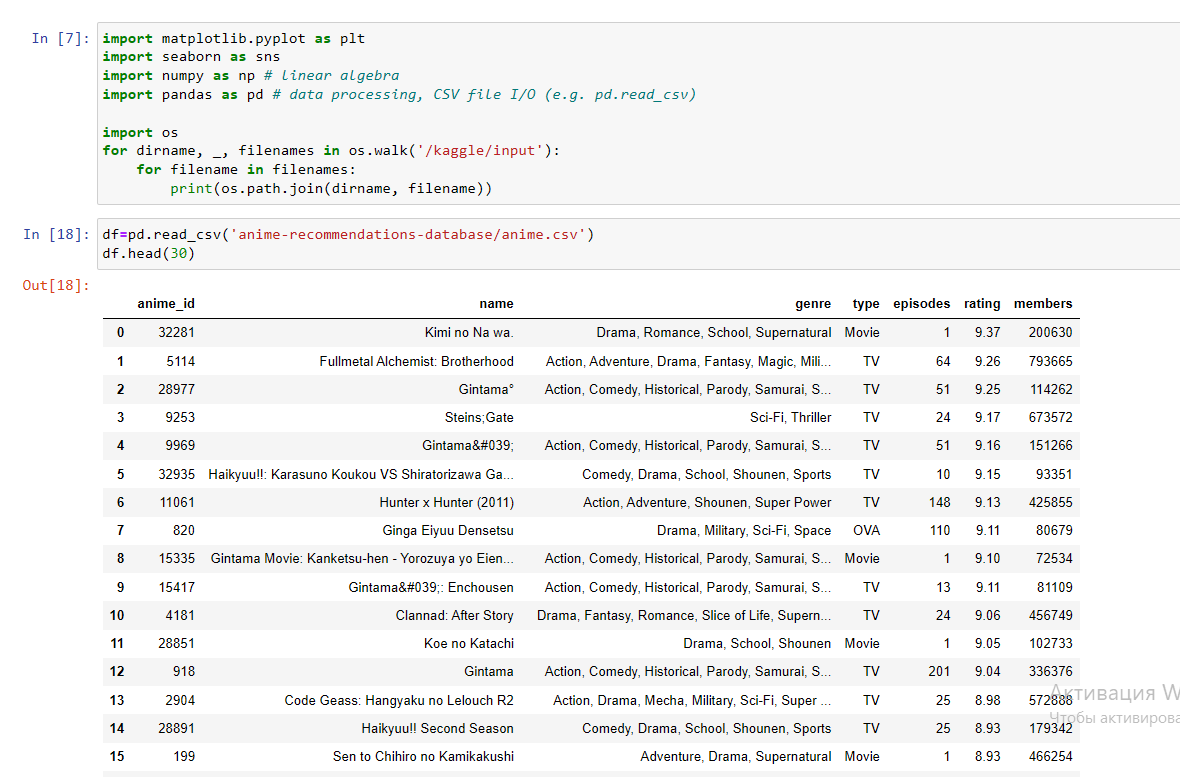 In [7]: import matplotlib.pyplot as plt
import seaborn as sns
import numpy as np # linear algebra
import pandas as pd # data processing, CSV file I/O (e.g. pd.read_csv)
import os
for dirname, _, filenames in os.walk('/kaggle/input'):
for filename in filenames:
print(os.path.join(dirname, filename))
In [18]: df=pd.read_csv('anime-recommendations-database/anime.csv')
df.head(30)
Out[18]:
anime_id name genre type episodes rating members
0 32281 Kimi no Na wa. Drama, Romance, School, Supernatural Movie 1 9.37 200630
1 5114 Fullmetal Alchemist: Brotherhood Action, Adventure, Drama, Fantasy, Magic, Mili... TV 64 9.26 793665
2 28977 Gintama° Action, Comedy, Historical, Parody, Samurai, S... TV 51 9.25 114262
3 9253 Steins;Gate Sci-Fi, Thriller TV 24 9.17 673572
4 9969 Gintama&#039; Action, Comedy, Historical, Parody, Samurai, S... TV 51 9.16 151266
5 32935 Haikyuu!!: Karasuno Koukou VS Shiratorizawa Ga... Comedy, Drama, School, Shounen, Sports TV 10 9.15 93351
6 11061 Hunter x Hunter (2011) Action, Adventure, Shounen, Super Power TV 148 9.13 425855
7 820 Ginga Eiyuu Densetsu Drama, Military, Sci-Fi, Space OVA 110 9.11 80679
8 15335 Gintama Movie: Kanketsu-hen - Yorozuya yo Eien... Action, Comedy, Historical, Parody, Samurai, S... Movie 1 9.10 72534
9 15417 Gintama&#039;: Enchousen Action, Comedy, Historical, Parody, Samurai, S... TV 13 9.11 81109
10 4181 Clannad: After Story Drama, Fantasy, Romance, Slice of Life, Supern... TV 24 9.06 456749
11 28851 Koe no Katachi Drama, School, Shounen Movie 1 9.05 102733
12 918 Gintama Action, Comedy, Historical, Parody, Samurai, S... TV 201 9.04 336376
13 2904 Code Geass: Hangyaku no Lelouch R2 Action, Drama, Mecha, Military, Sci-Fi, Super ... TV 25 8.98 572888
Активация W
14 28891 Haikyuu!! Second Season Comedy, Drama, School, Shounen, Sports TV 25 8.93 179342
Чтобы активирова
15 199 Sen to Chihiro no Kamikakushi Adventure, Drama, Supernatural Movie 1 8.93 466254